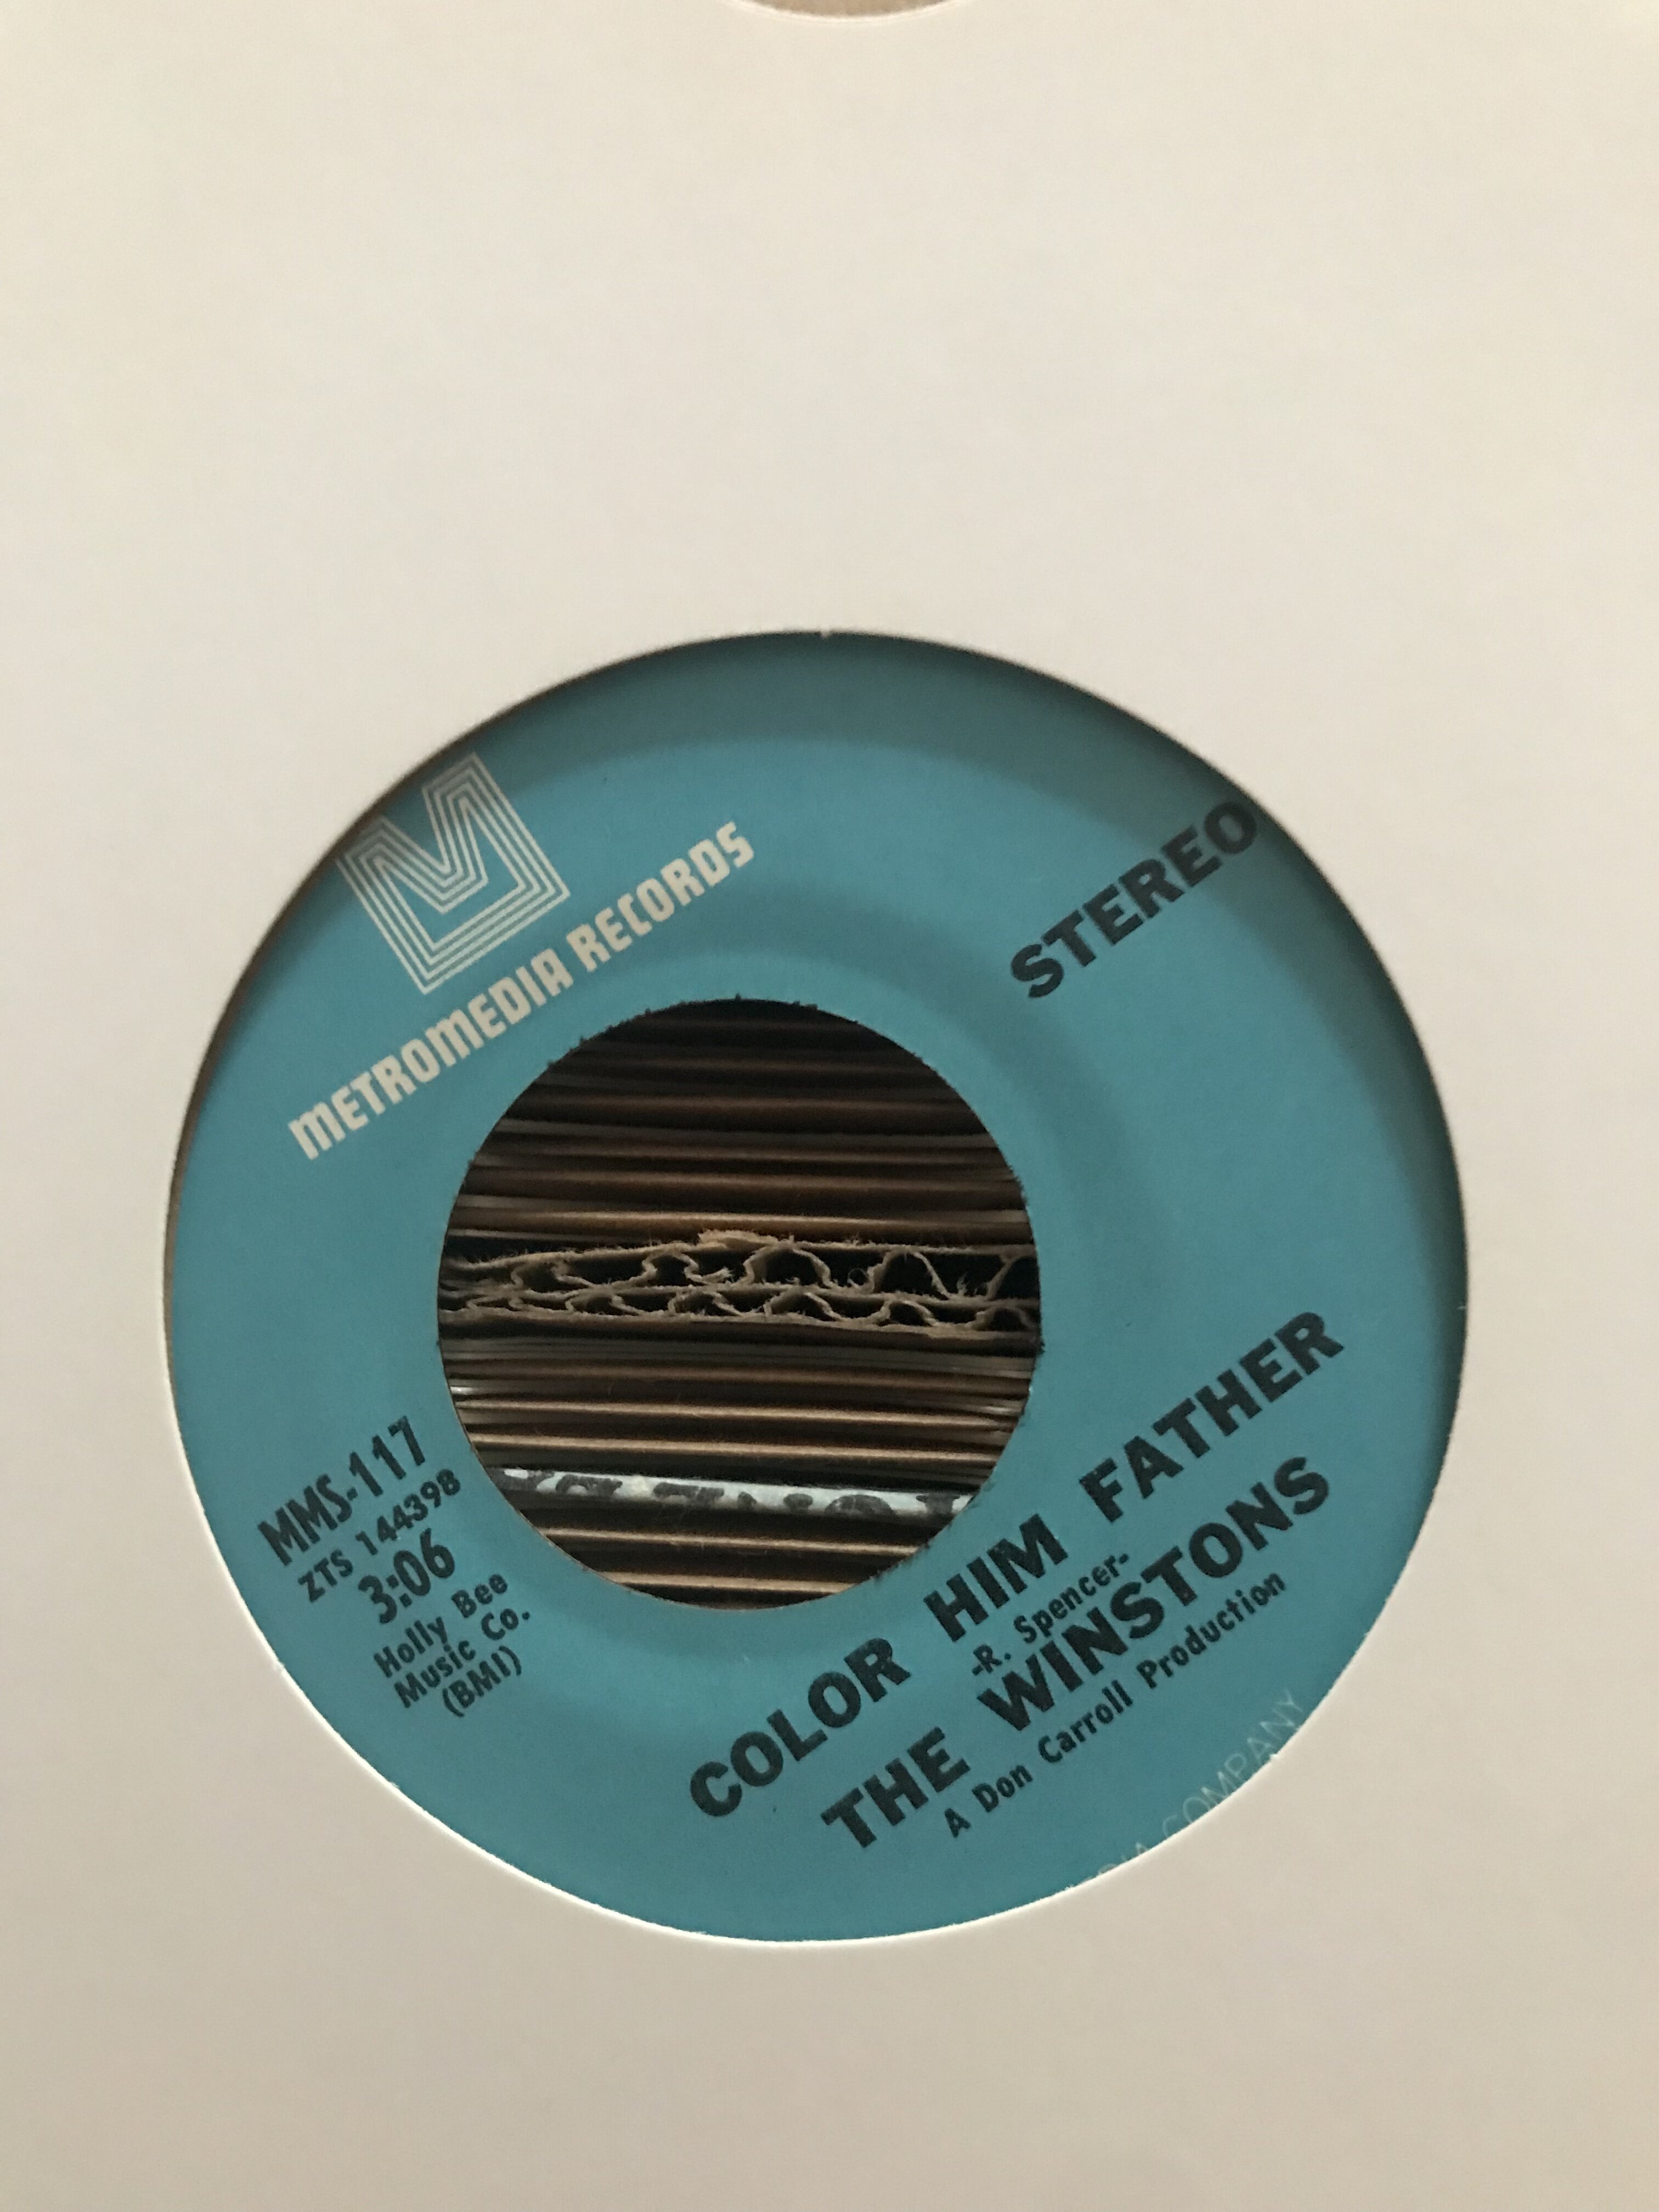 METROMEDIA RECORDS
STEREO
MMS-117
ZTS 144398
3:06
Holly Bee
Music Co.
(BMI)
COLOR HIM FATHER
-R. Spencer-
THE WINSTONS
A Don Carroll Production
COMPANY